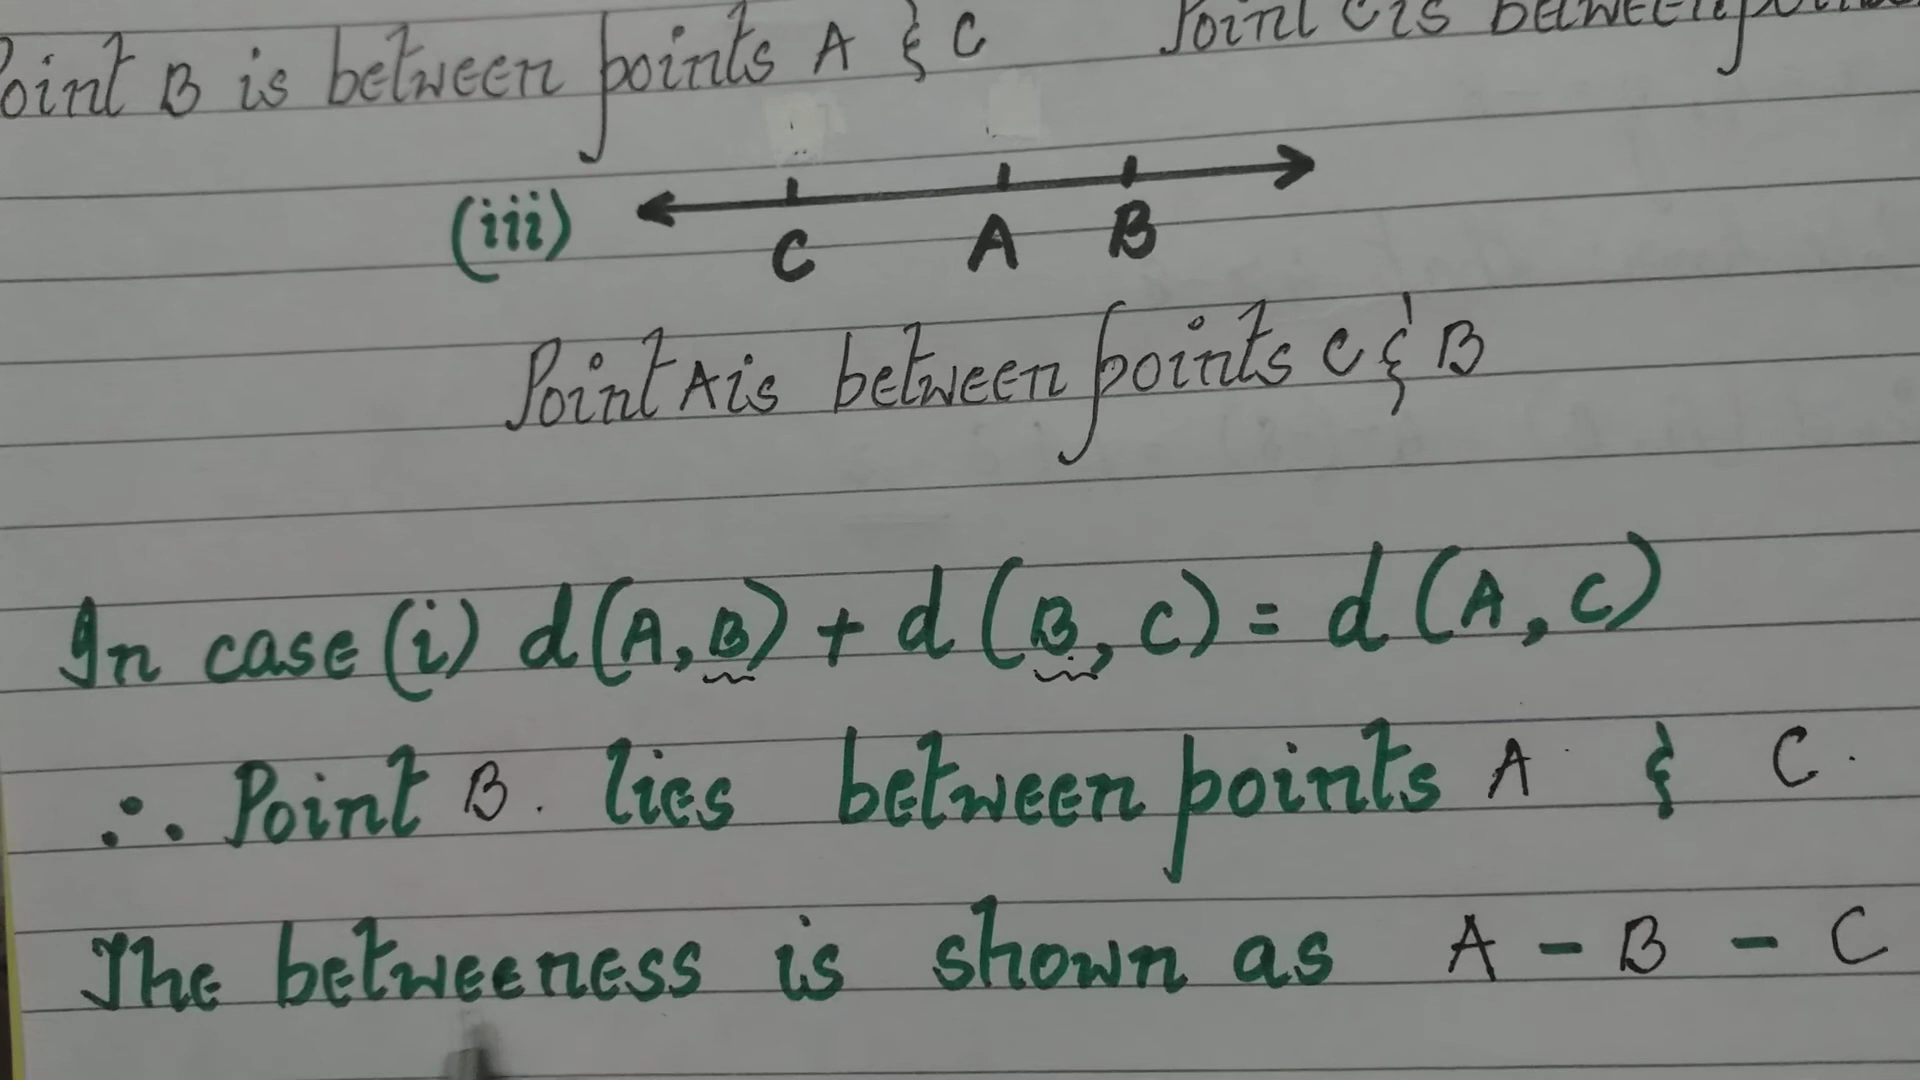 Point B is between points A & C Point C is between
(iii)
C A B
Point A is between points C & B
In case (i) d(A, B) + d(B, C) = d(A, C)
∴ Point B. lies between points A & C.
The betweeness is shown as A - B - C